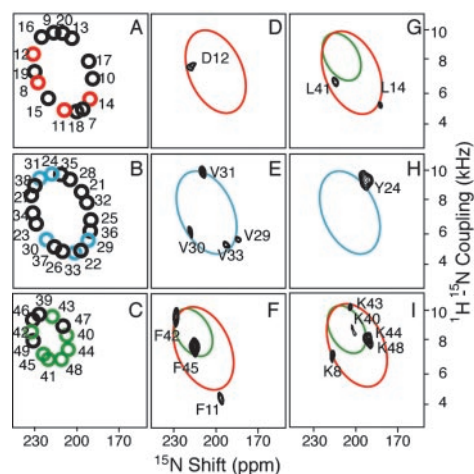 A
9 20
16 13
12
17
19
10
8
14
15
11 18 7
D
D12
G
L41
L14
10
8
6
4
B
24 35
31 28
38
21
21
32
34
25
23
36
30
29
37 26 33 22
E
V31
V30
V29
V33
H
Y24
10
8
6
4
C
39
46 43
47
42
40
49
44
45
41 48
F
F42
F45
F11
I
K43
K40
K44
K48
K8
10
8
6
4
230 200 170
230 200 170
230 200 170
¹⁵N Shift (ppm)
¹H-¹⁵N Coupling (kHz)